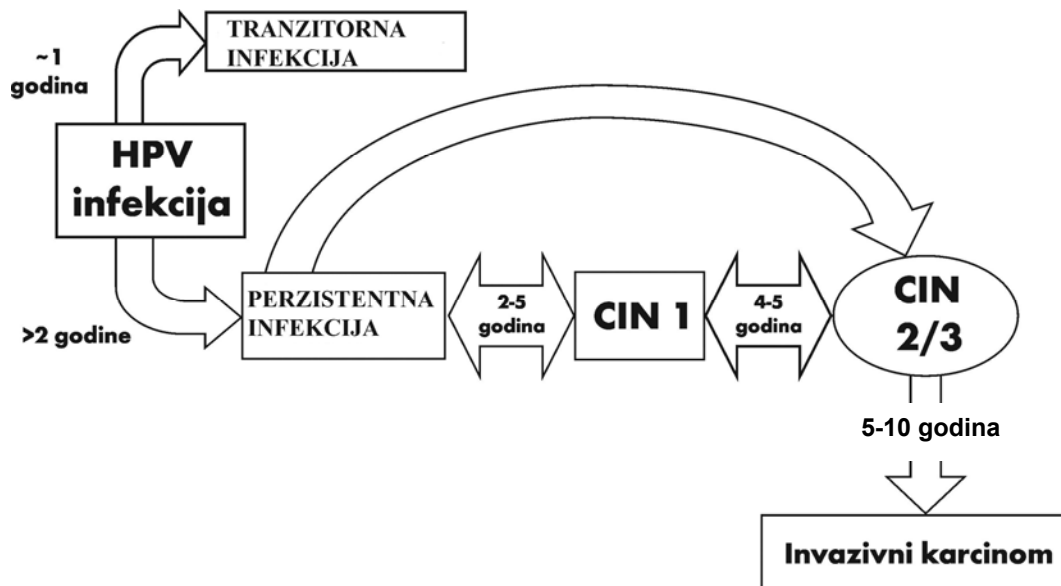 TRANZITORNA
INFEKCIJA
~1
godina
HPV
infekcija
>2 godine
PERZISTENTNA
INFEKCIJA
2-5
godina
CIN 1
4-5
godina
CIN
2/3
5-10 godina
Invazivni karcinom